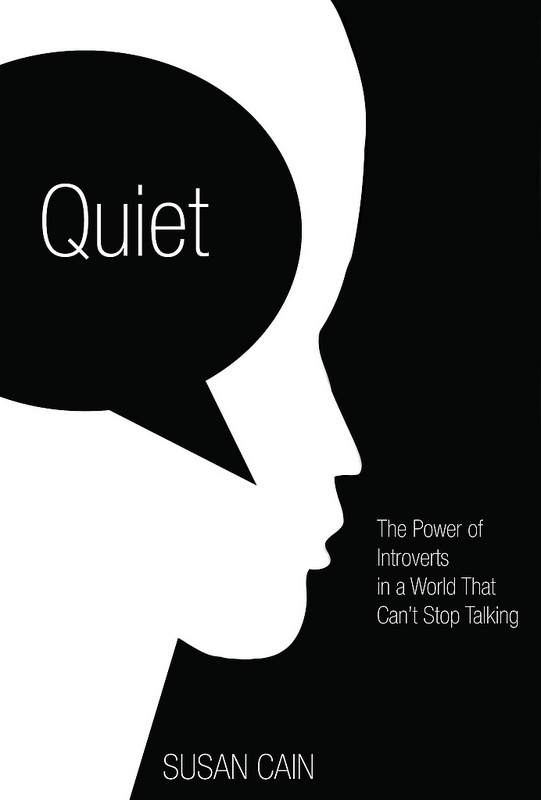 Quiet
The Power of
Introverts
in a World That
Can't Stop Talking
SUSAN CAIN